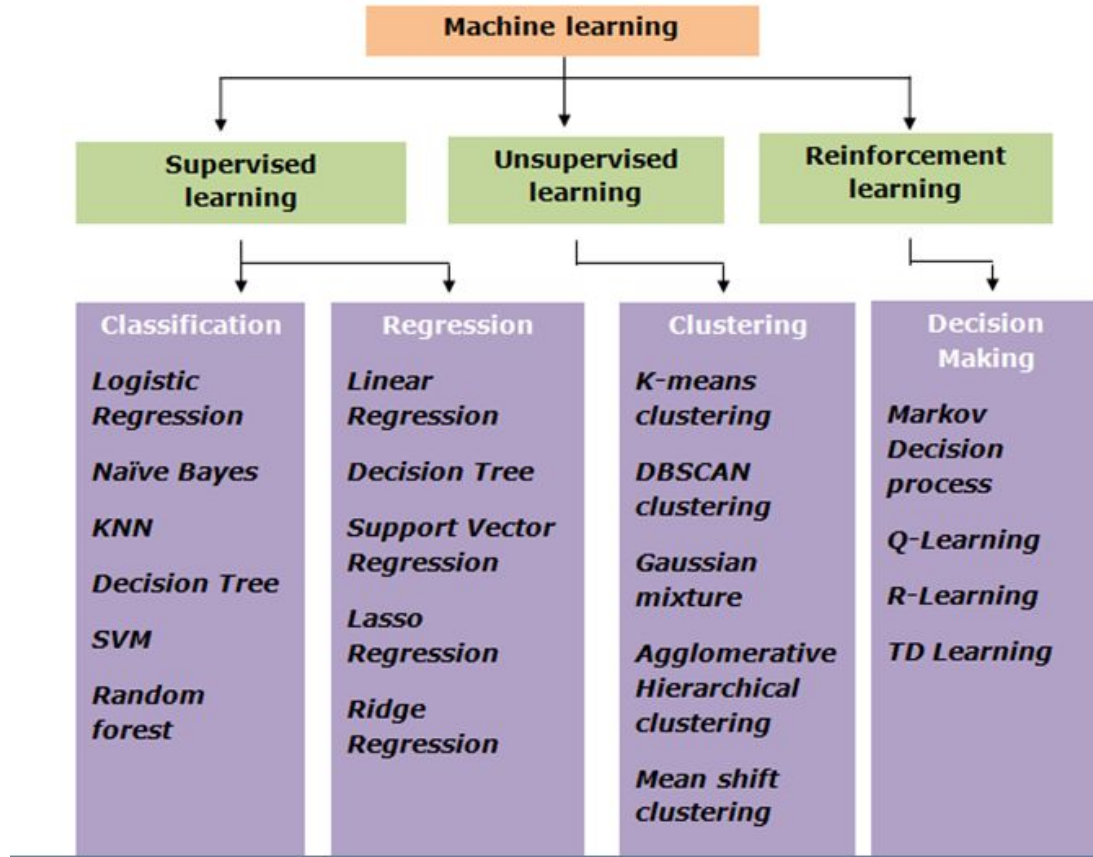 Machine learning
Supervised
learning
Unsupervised
learning
Reinforcement
learning
Classification
Logistic
Regression
Naïve Bayes
KNN
Decision Tree
SVM
Random
forest
Regression
Linear
Regression
Decision Tree
Support Vector
Regression
Lasso
Regression
Ridge
Regression
Clustering
K-means
clustering
DBSCAN
clustering
Gaussian
mixture
Agglomerative
Hierarchical
clustering
Mean shift
clustering
Decision
Making
Markov
Decision
process
Q-Learning
R-Learning
TD Learning